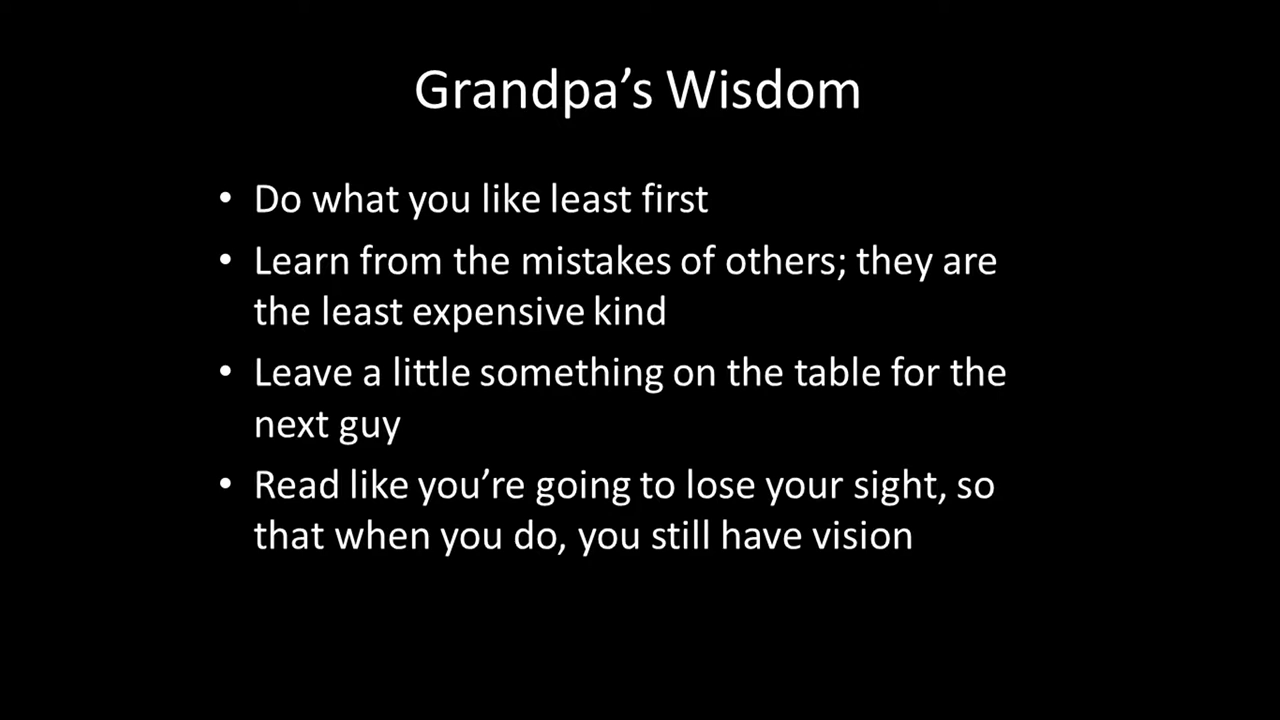 Grandpa’s Wisdom
• Do what you like least first
• Learn from the mistakes of others; they are
the least expensive kind
• Leave a little something on the table for the
next guy
• Read like you’re going to lose your sight, so
that when you do, you still have vision